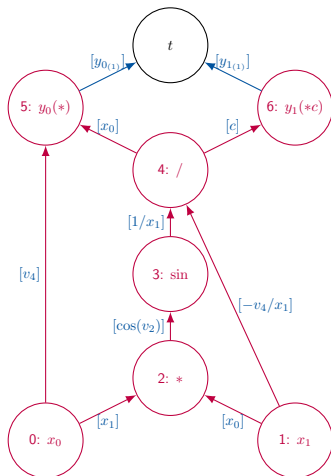 t
[y₀₍₁₎] [y₁₍₁₎]
5: y₀(*) 6: y₁(*c)
[x₀] [c]
4: /
[1/x₁]
3: sin
[v₄] [−v₄/x₁]
[cos(v₂)]
2: *
[x₁] [x₀]
0: x₀ 1: x₁